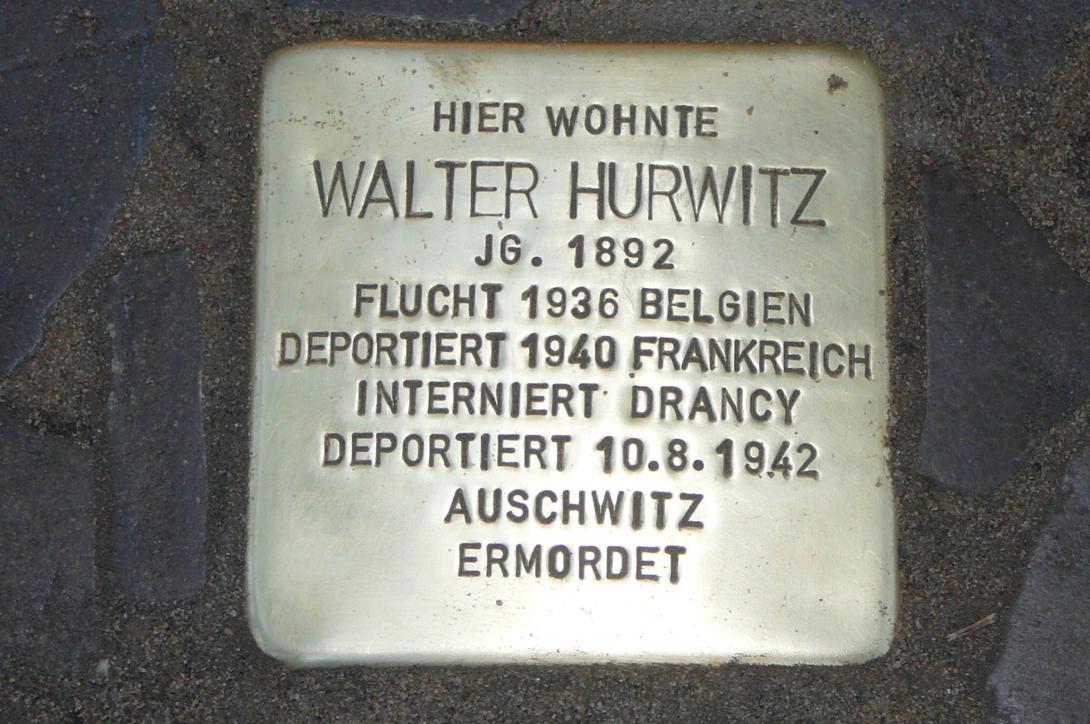 HIER WOHNTE
WALTER HURWITZ
JG. 1892
FLUCHT 1936 BELGIEN
DEPORTIERT 1940 FRANKREICH
INTERNIERT DRANCY
DEPORTIERT 10.8.1942
AUSCHWITZ
ERMORDET